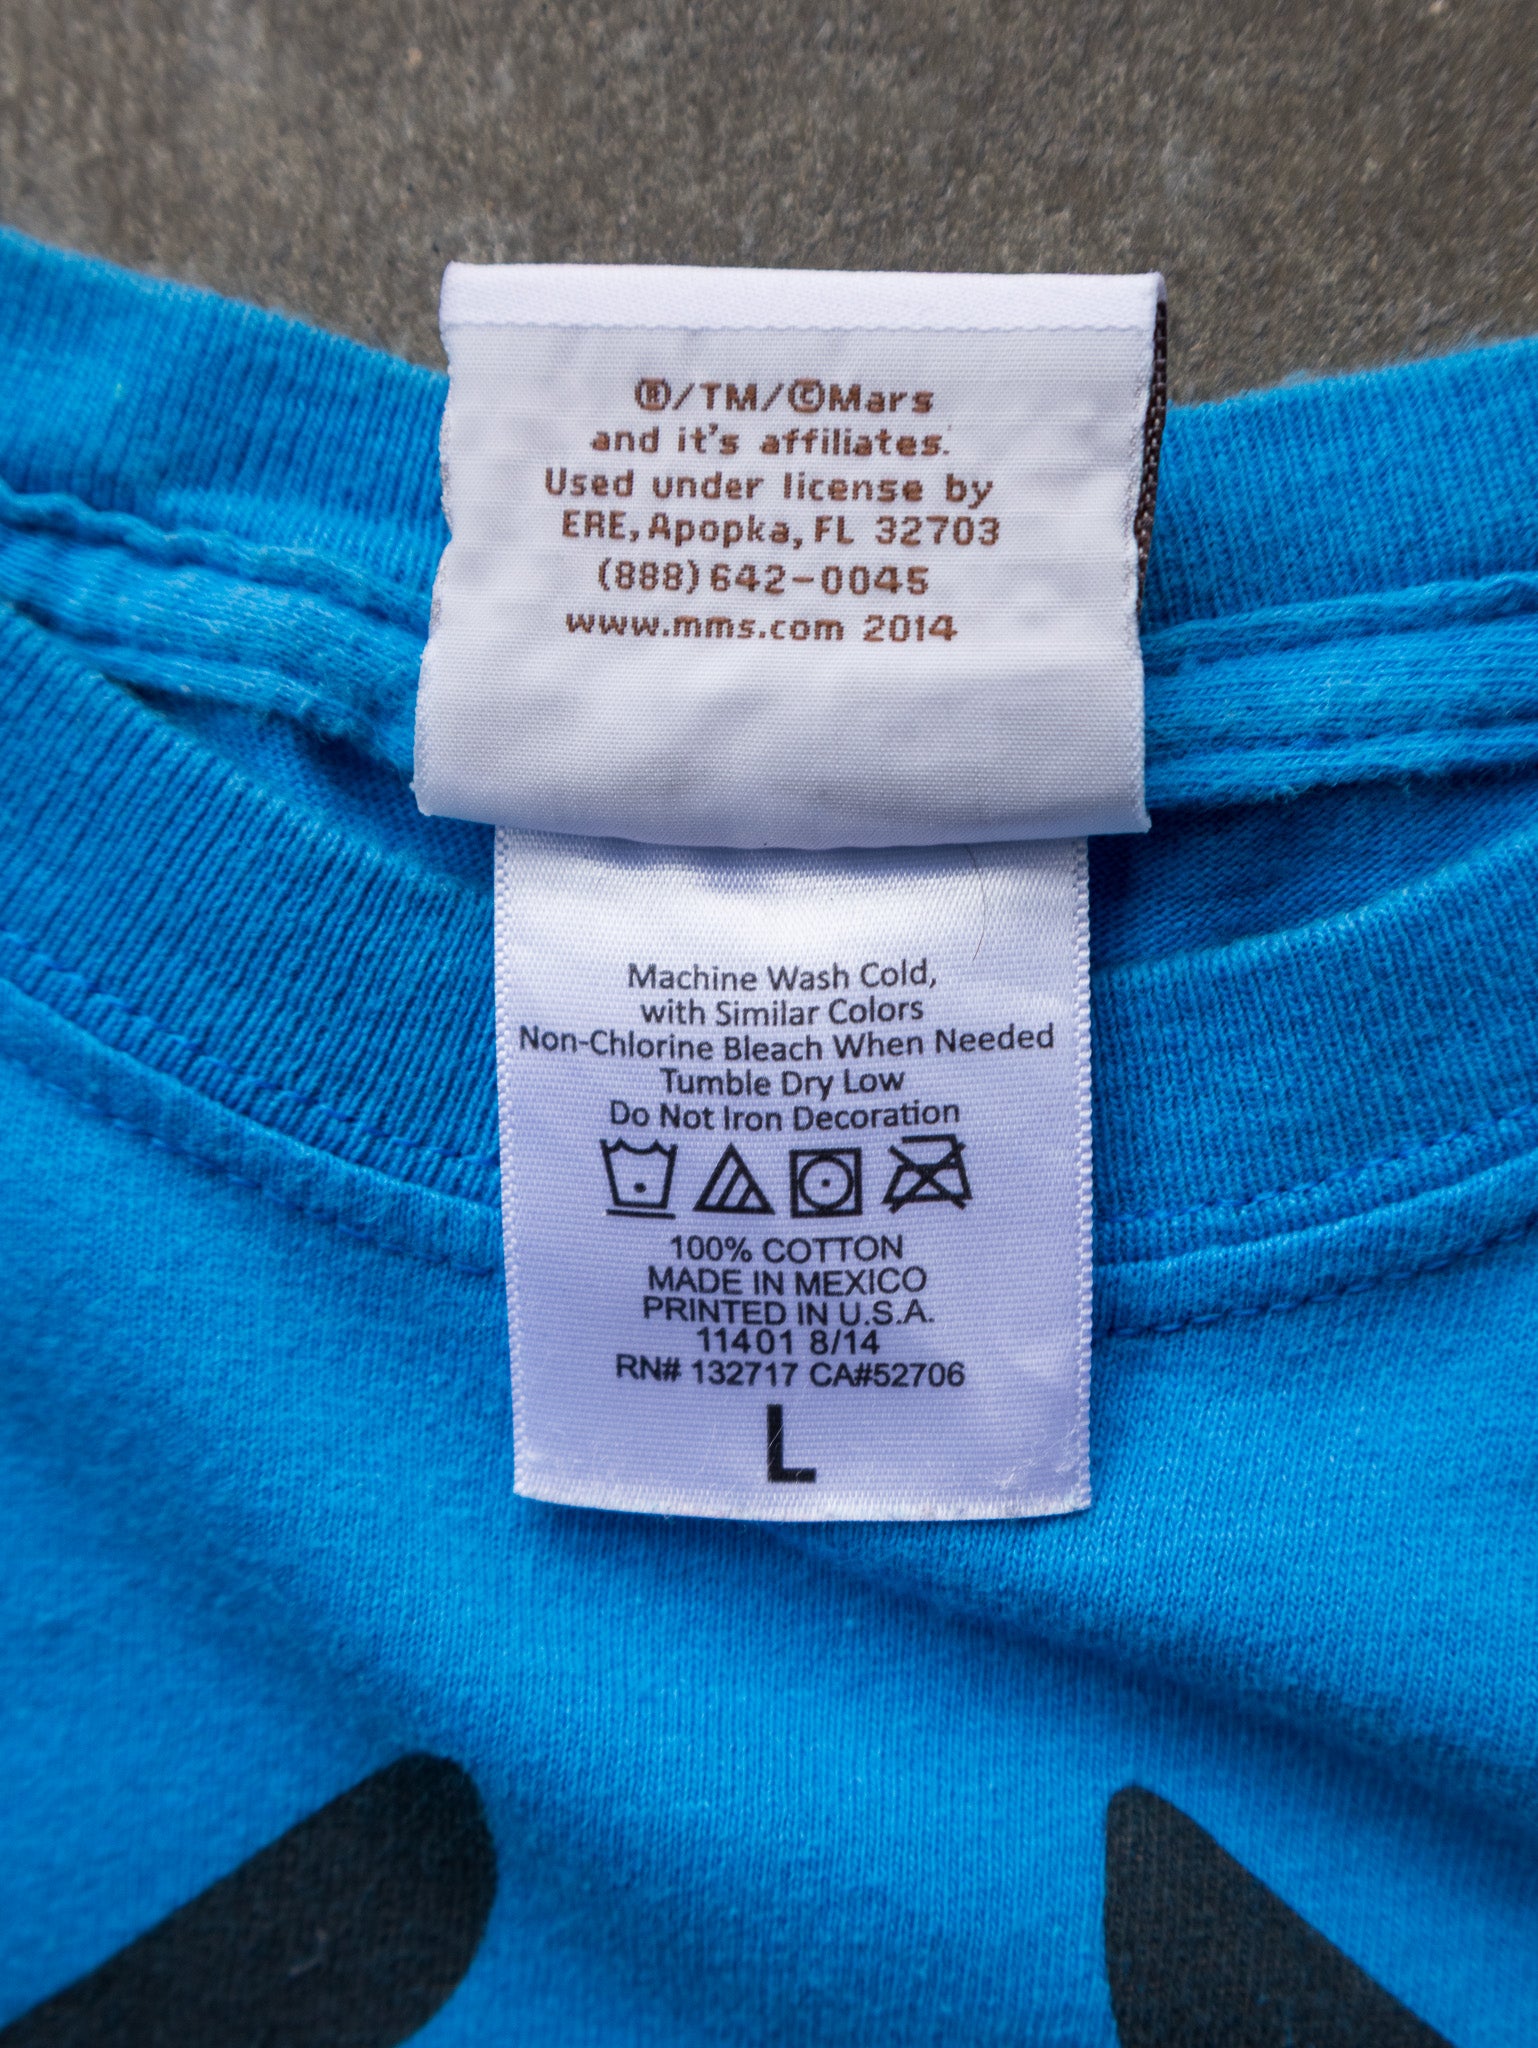 ®/TM/©Mars
and it's affiliates.
Used under license by
ERE, Apopka, FL 32703
(888) 642-0045
www.mms.com 2014
Machine Wash Cold,
with Similar Colors
Non-Chlorine Bleach When Needed
Tumble Dry Low
Do Not Iron Decoration
100% COTTON
MADE IN MEXICO
PRINTED IN U.S.A.
11401 8/14
RN# 132717 CA#52706
L